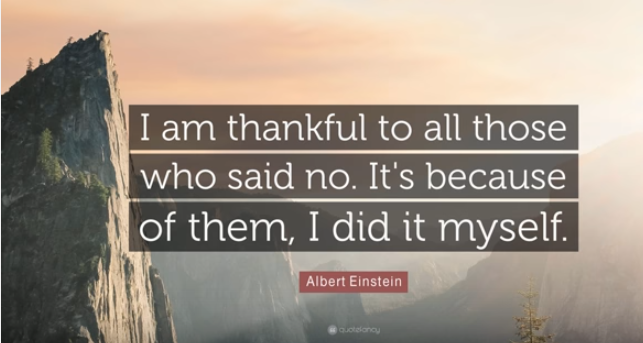 I am thankful to all those
who said no. It's because
of them, I did it myself.
Albert Einstein
quotefancy